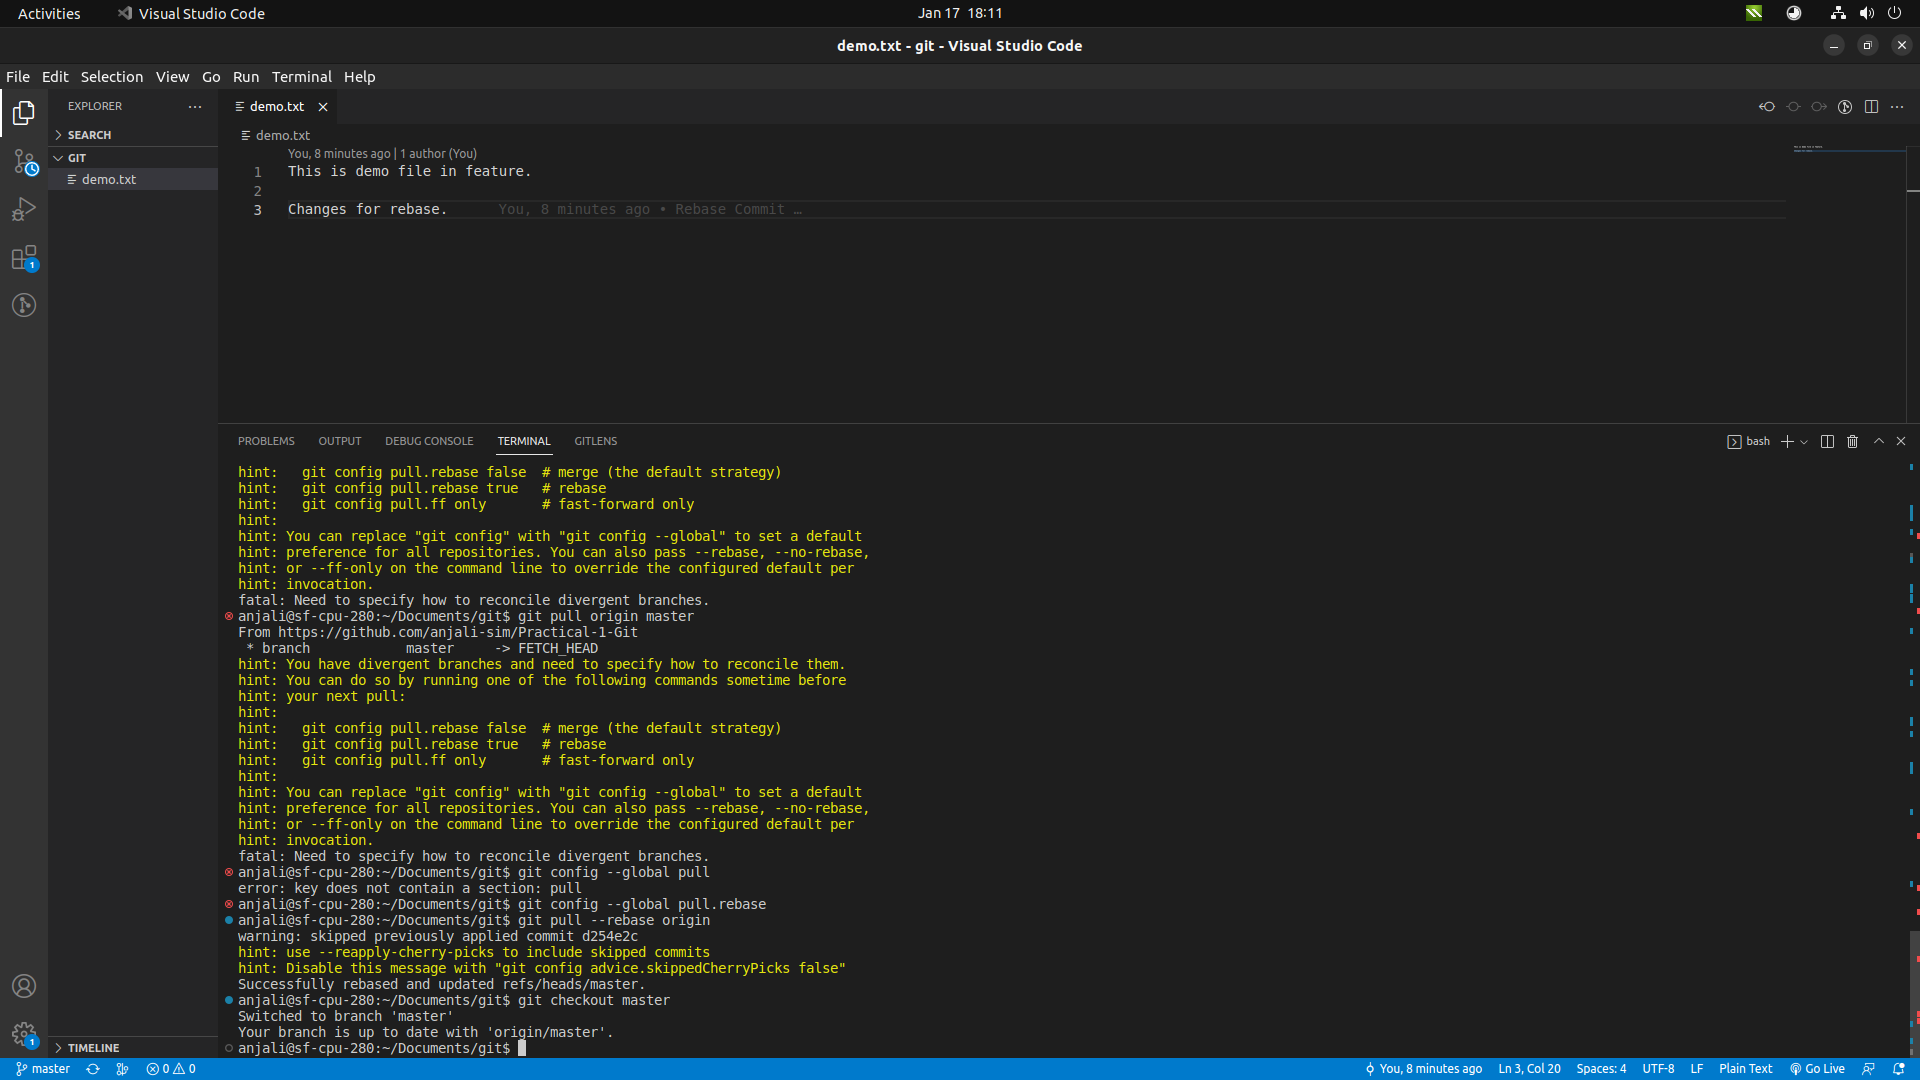 Activities
Visual Studio Code
Jan 17 18:11
demo.txt - git - Visual Studio Code
File Edit Selection View Go Run Terminal Help
EXPLORER
SEARCH
GIT
demo.txt
1
1
TIMELINE
demo.txt
demo.txt
You, 8 minutes ago | 1 author (You)
1 This is demo file in feature.
2
3 Changes for rebase. You, 8 minutes ago • Rebase Commit …
PROBLEMS OUTPUT DEBUG CONSOLE TERMINAL GITLENS
bash
hint:   git config pull.rebase false  # merge (the default strategy)
hint:   git config pull.rebase true   # rebase
hint:   git config pull.ff only       # fast-forward only
hint:
hint: You can replace "git config" with "git config --global" to set a default
hint: preference for all repositories. You can also pass --rebase, --no-rebase,
hint: or --ff-only on the command line to override the configured default per
hint: invocation.
fatal: Need to specify how to reconcile divergent branches.
anjali@sf-cpu-280:~/Documents/git$ git pull origin master
From https://github.com/anjali-sim/Practical-1-Git
 * branch            master     -> FETCH_HEAD
hint: You have divergent branches and need to specify how to reconcile them.
hint: You can do so by running one of the following commands sometime before
hint: your next pull:
hint:
hint:   git config pull.rebase false  # merge (the default strategy)
hint:   git config pull.rebase true   # rebase
hint:   git config pull.ff only       # fast-forward only
hint:
hint: You can replace "git config" with "git config --global" to set a default
hint: preference for all repositories. You can also pass --rebase, --no-rebase,
hint: or --ff-only on the command line to override the configured default per
hint: invocation.
fatal: Need to specify how to reconcile divergent branches.
anjali@sf-cpu-280:~/Documents/git$ git config --global pull
error: key does not contain a section: pull
anjali@sf-cpu-280:~/Documents/git$ git config --global pull.rebase
anjali@sf-cpu-280:~/Documents/git$ git pull --rebase origin
warning: skipped previously applied commit d254e2c
hint: use --reapply-cherry-picks to include skipped commits
hint: Disable this message with "git config advice.skippedCherryPicks false"
Successfully rebased and updated refs/heads/master.
anjali@sf-cpu-280:~/Documents/git$ git checkout master
Switched to branch 'master'
Your branch is up to date with 'origin/master'.
anjali@sf-cpu-280:~/Documents/git$
master 0 0 You, 8 minutes ago Ln 3, Col 20 Spaces: 4 UTF-8 LF Plain Text Go Live